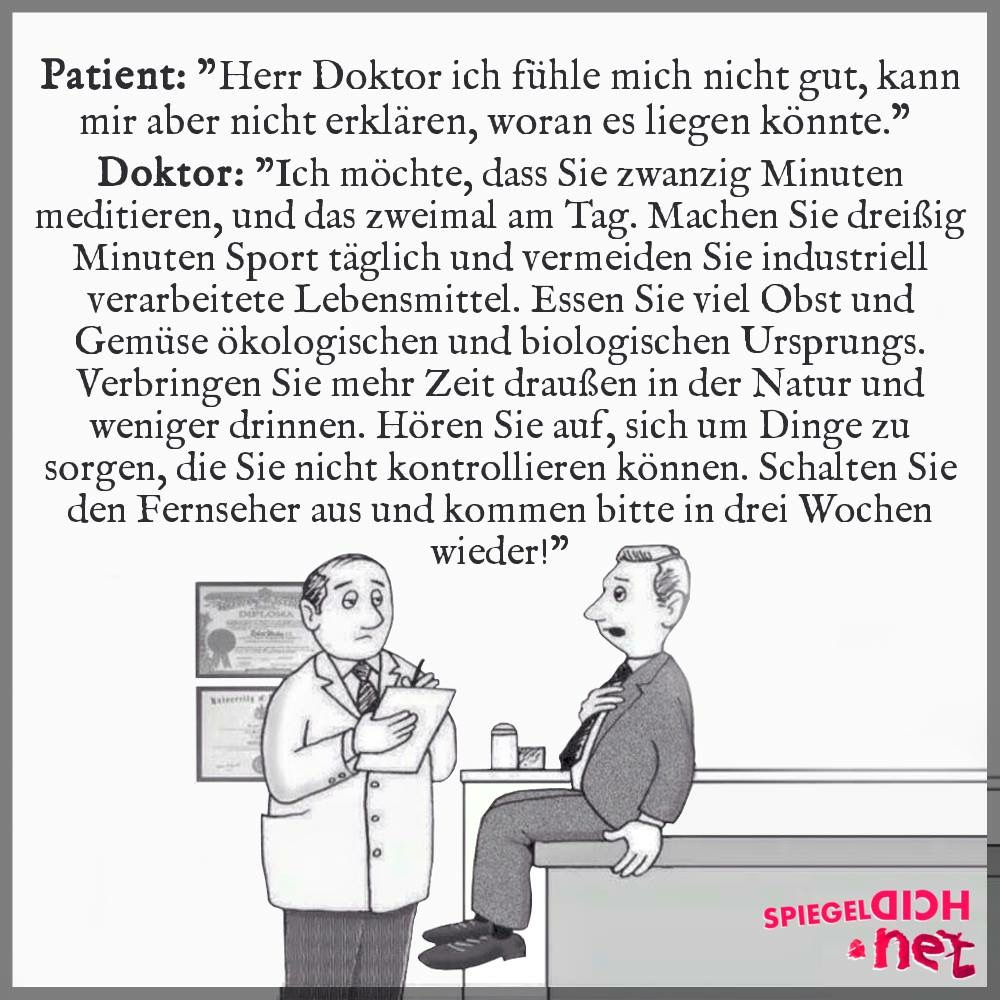 Patient: ”Herr Doktor ich fühle mich nicht gut, kann
mir aber nicht erklären, woran es liegen könnte.”
Doktor: ”Ich möchte, dass Sie zwanzig Minuten
meditieren, und das zweimal am Tag. Machen Sie dreißig
Minuten Sport täglich und vermeiden Sie industriell
verarbeitete Lebensmittel. Essen Sie viel Obst und
Gemüse ökologischen und biologischen Ursprungs.
Verbringen Sie mehr Zeit draußen in der Natur und
weniger drinnen. Hören Sie auf, sich um Dinge zu
sorgen, die Sie nicht kontrollieren können. Schalten Sie
den Fernseher aus und kommen bitte in drei Wochen
wieder!”
DIPLOMA
University
SPIEGELDICH
.net